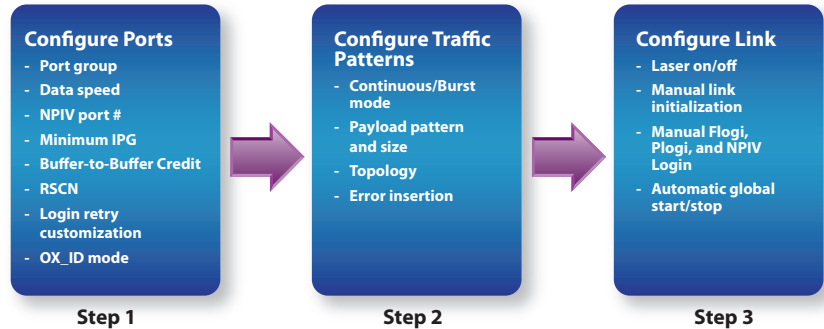 Configure Ports
- Port group
- Data speed
- NPIV port #
- Minimum IPG
- Buffer-to-Buffer Credit
- RSCN
- Login retry
customization
- OX_ID mode
Step 1
Configure Traffic
Patterns
- Continuous/Burst
mode
- Payload pattern
and size
- Topology
- Error insertion
Step 2
Configure Link
- Laser on/off
- Manual link
initialization
- Manual Flogi,
Plogi, and NPIV
Login
- Automatic global
start/stop
Step 3